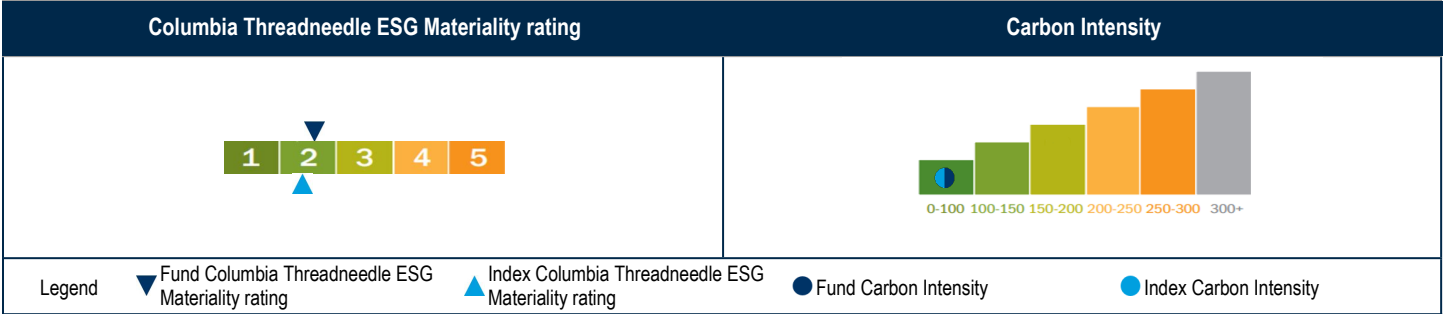 Columbia Threadneedle ESG Materiality rating
Carbon Intensity
1 2 3 4 5
0-100 100-150 150-200 200-250 250-300 300+
Legend
Fund Columbia Threadneedle ESG
Materiality rating
Index Columbia Threadneedle ESG
Materiality rating
Fund Carbon Intensity
Index Carbon Intensity